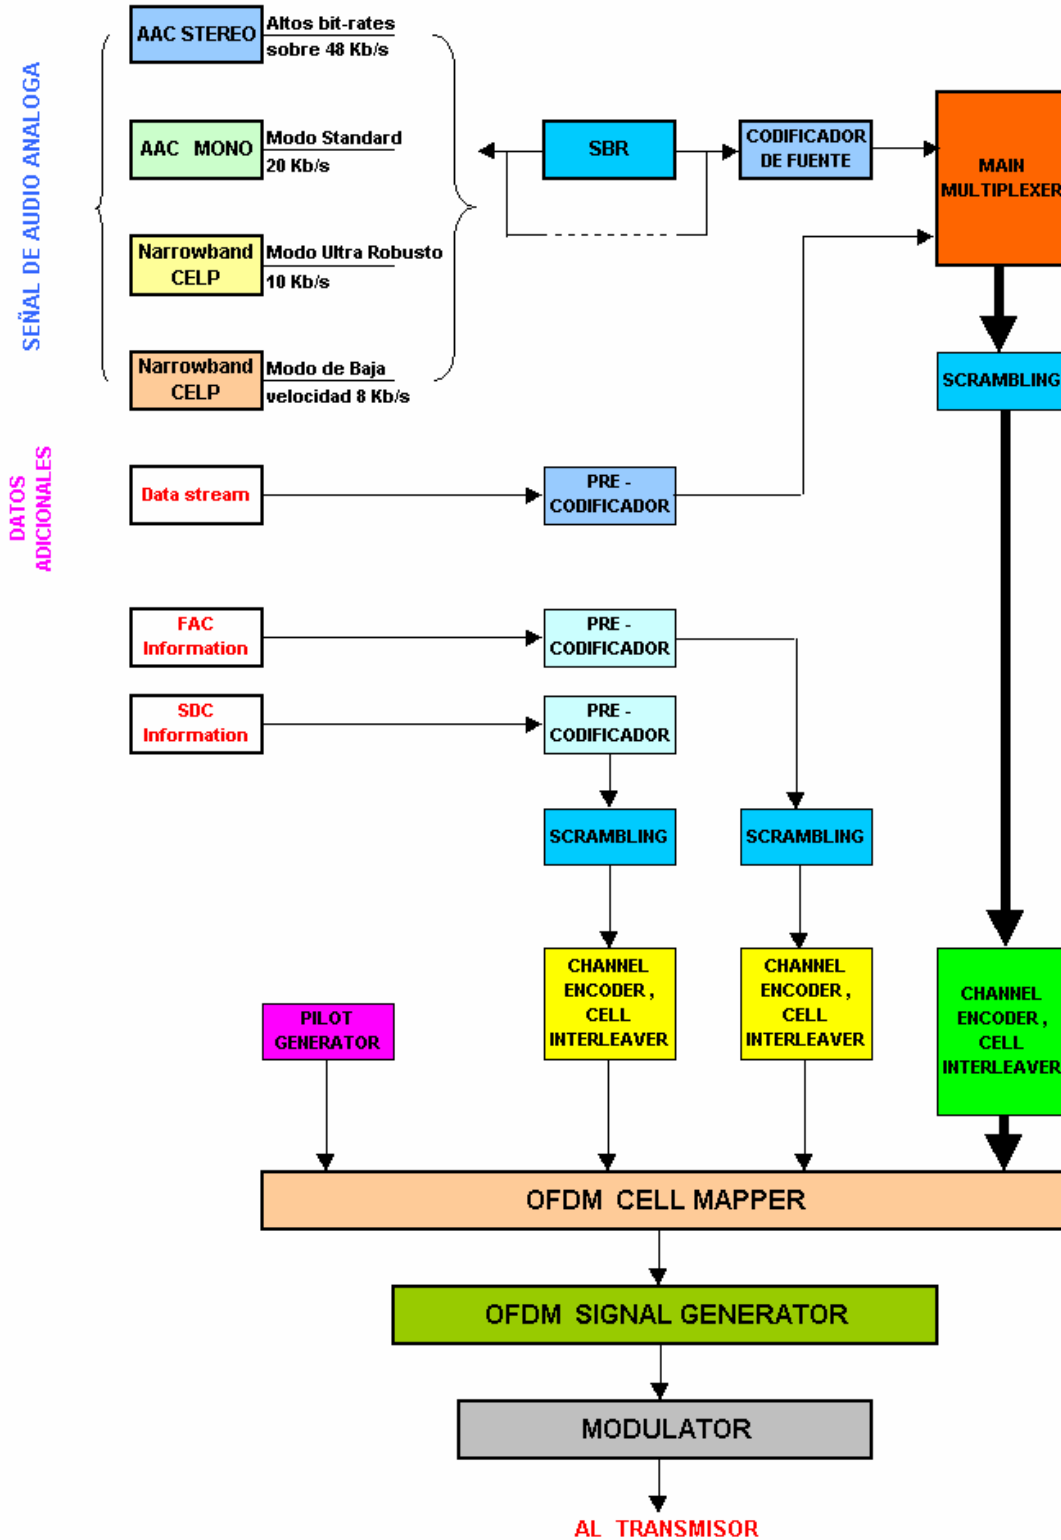 SEÑAL DE AUDIO ANALOGA
AAC STEREO
Altos bit-rates
sobre 48 Kb/s
AAC MONO
Modo Standard
20 Kb/s
Narrowband
CELP
Modo Ultra Robusto
10 Kb/s
Narrowband
CELP
Modo de Baja
velocidad 8 Kb/s
SBR
CODIFICADOR
DE FUENTE
MAIN
MULTIPLEXER
SCRAMBLING
DATOS
ADICIONALES
Data stream
PRE -
CODIFICADOR
FAC
Information
PRE -
CODIFICADOR
SDC
Information
PRE -
CODIFICADOR
SCRAMBLING
SCRAMBLING
PILOT
GENERATOR
CHANNEL
ENCODER ,
CELL
INTERLEAVER
CHANNEL
ENCODER ,
CELL
INTERLEAVER
CHANNEL
ENCODER ,
CELL
INTERLEAVER
OFDM CELL MAPPER
OFDM SIGNAL GENERATOR
MODULATOR
AL TRANSMISOR